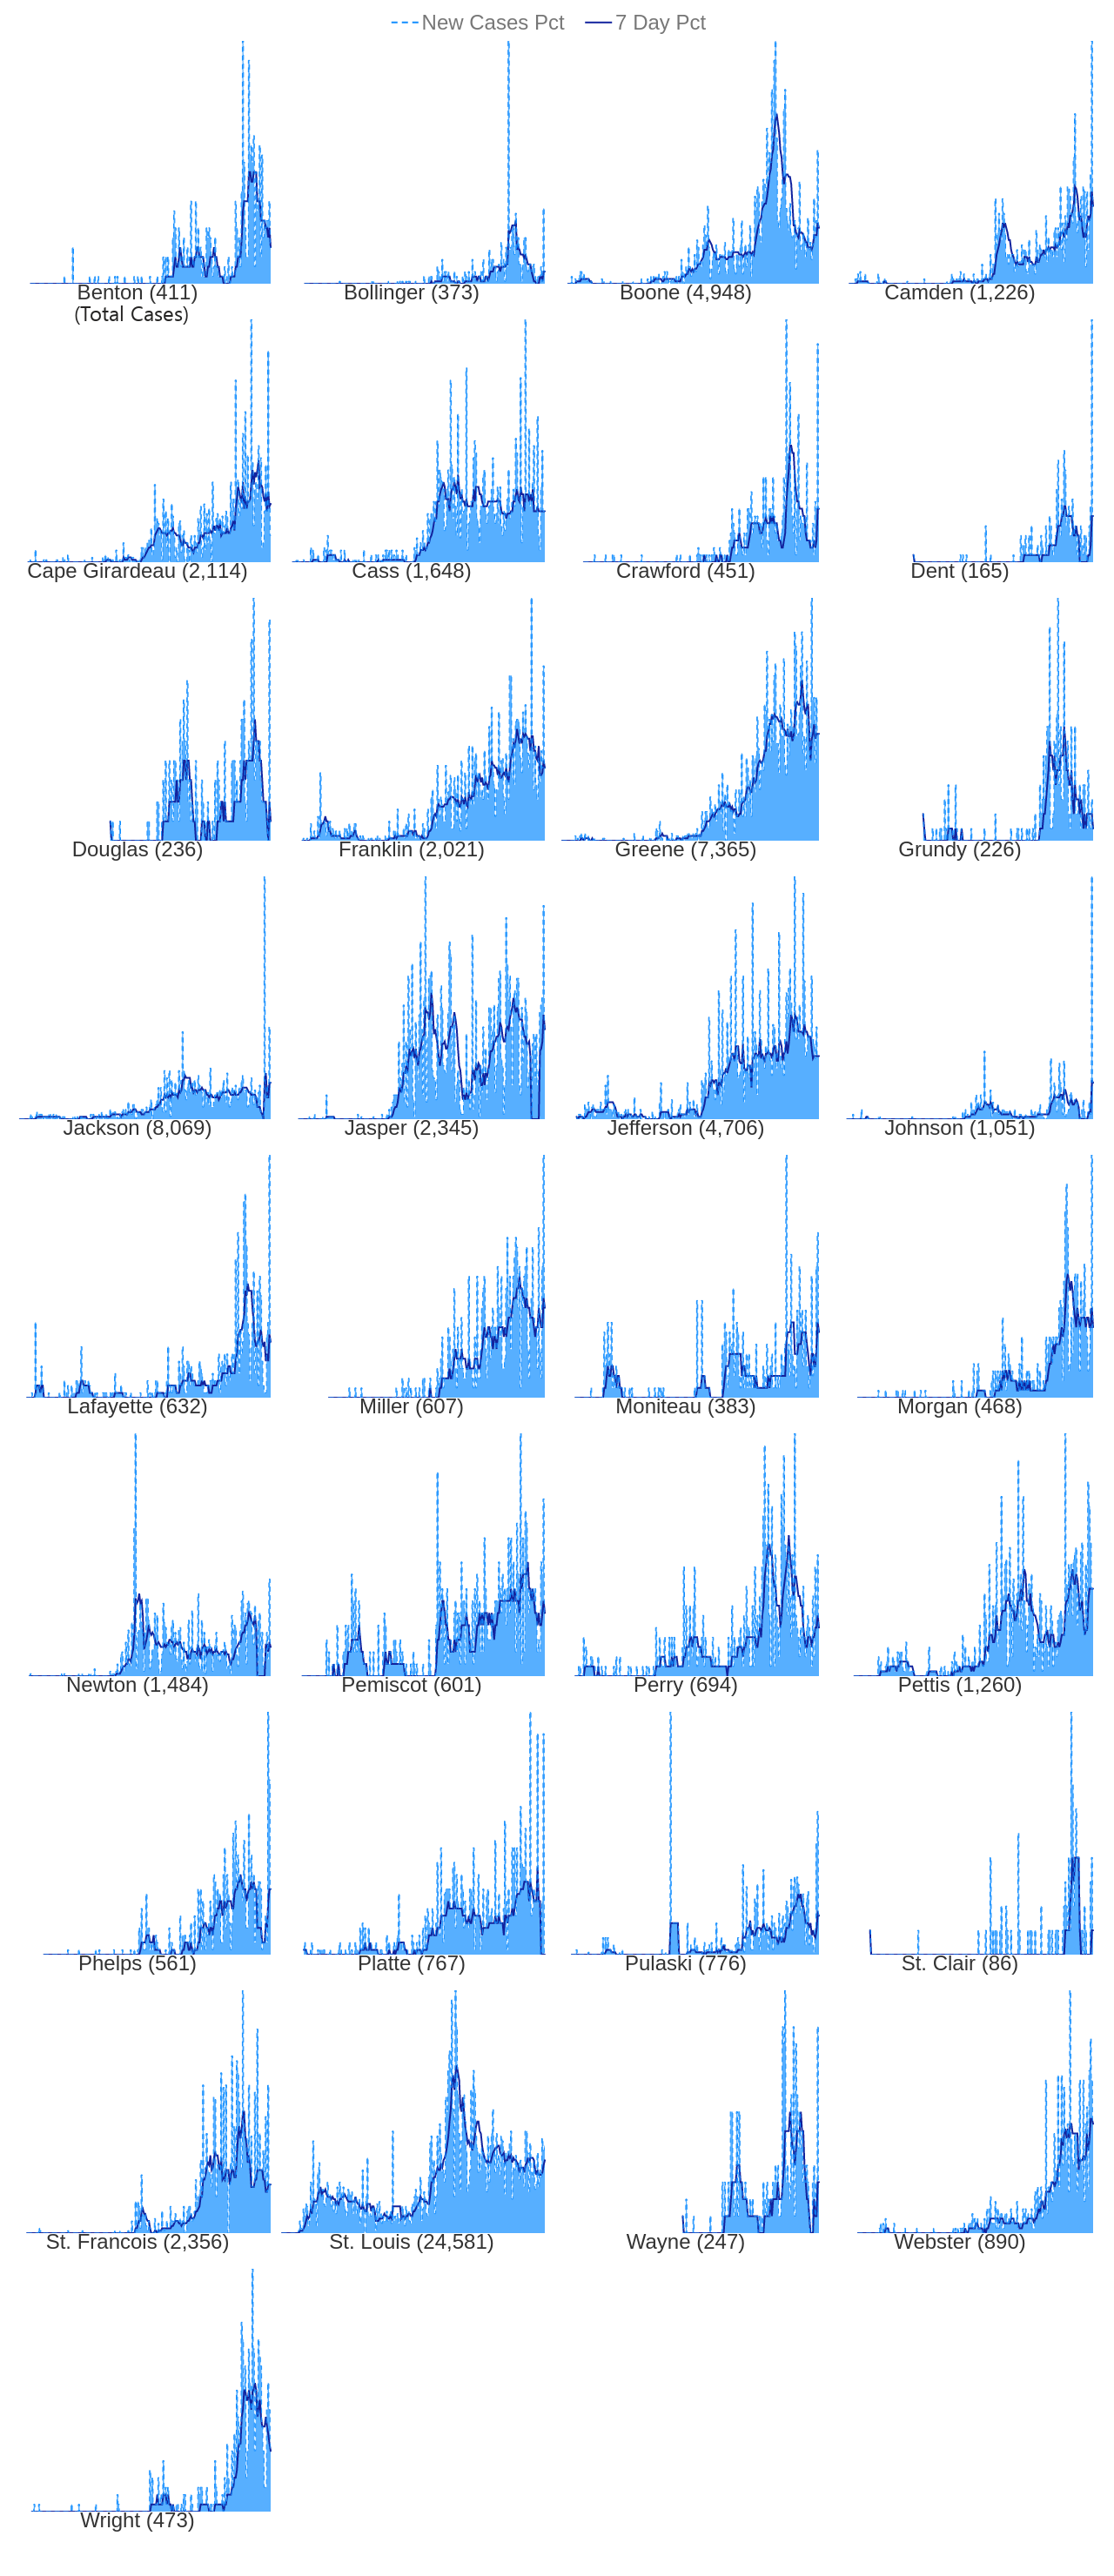 New Cases Pct 7 Day Pct
Benton (411) Bollinger (373) Boone (4,948) Camden (1,226)
(Total Cases)
Cape Girardeau (2,114) Cass (1,648) Crawford (451) Dent (165)
Douglas (236) Franklin (2,021) Greene (7,365) Grundy (226)
Jackson (8,069) Jasper (2,345) Jefferson (4,706) Johnson (1,051)
Lafayette (632) Miller (607) Moniteau (383) Morgan (468)
Newton (1,484) Pemiscot (601) Perry (694) Pettis (1,260)
Phelps (561) Platte (767) Pulaski (776) St. Clair (86)
St. Francois (2,356) St. Louis (24,581) Wayne (247) Webster (890)
Wright (473)